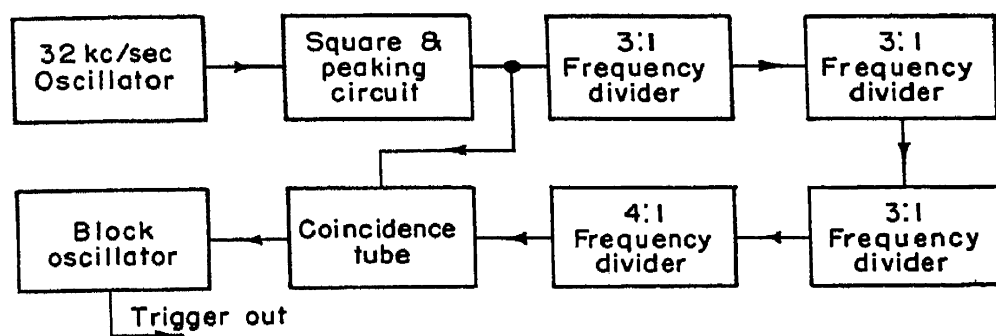 32 kc/sec
Oscillator
Square &
peaking
circuit
3:1
Frequency
divider
3:1
Frequency
divider
Block
oscillator
Coincidence
tube
4:1
Frequency
divider
3:1
Frequency
divider
Trigger out